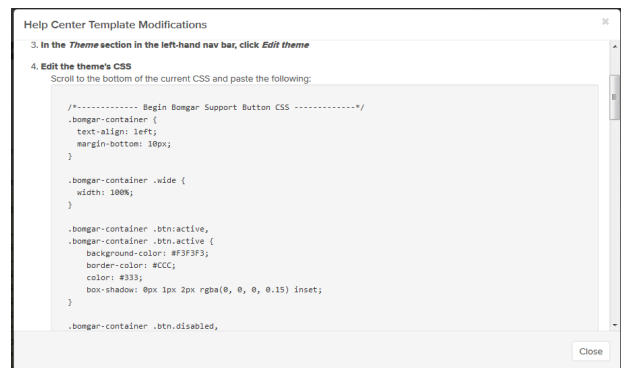 Help Center Template Modifications
×
3. In the Theme section in the left-hand nav bar, click Edit theme
4. Edit the theme's CSS
Scroll to the bottom of the current CSS and paste the following:
/*------------- Begin Bomgar Support Button CSS -------------*/
.bomgar-container {
  text-align: left;
  margin-bottom: 10px;
}
.bomgar-container .wide {
  width: 100%;
}
.bomgar-container .btn:active,
.bomgar-container .btn.active {
    background-color: #F3F3F3;
    border-color: #CCC;
    color: #333;
    box-shadow: 0px 1px 2px rgba(0, 0, 0, 0.15) inset;
}
.bomgar-container .btn.disabled,
Close